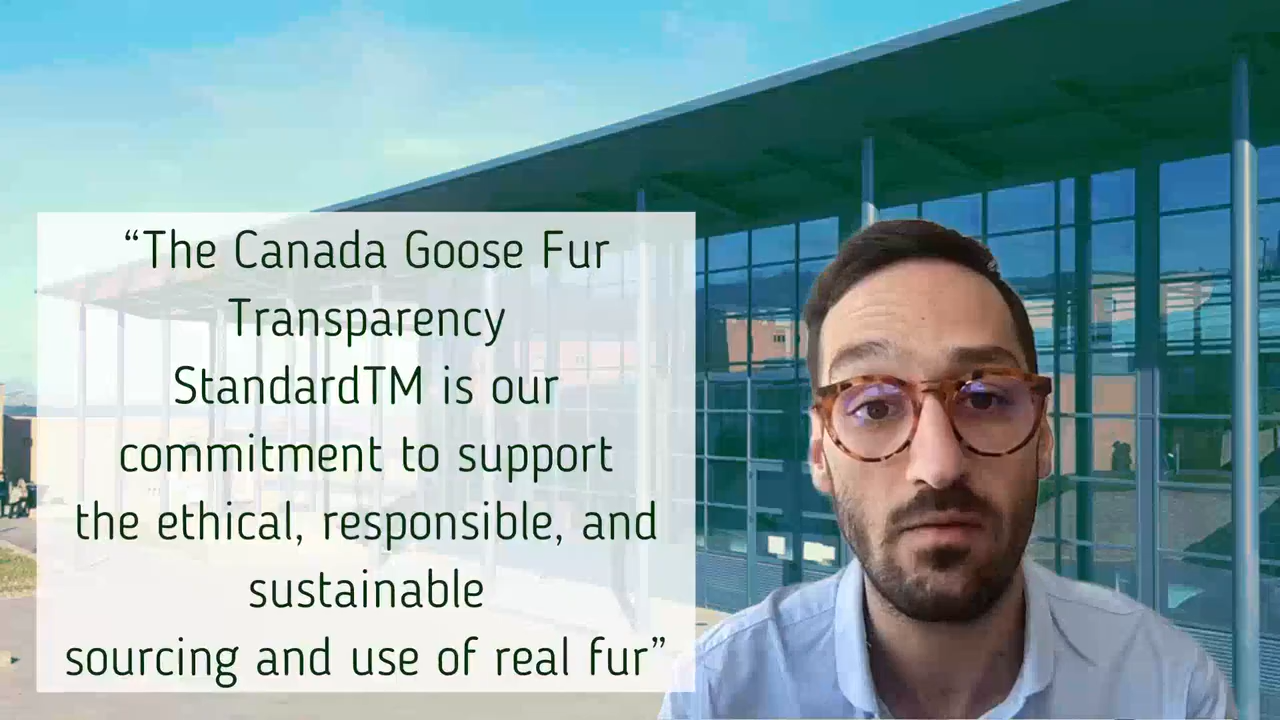 “The Canada Goose Fur
Transparency
StandardTM is our
commitment to support
the ethical, responsible, and
sustainable
sourcing and use of real fur”